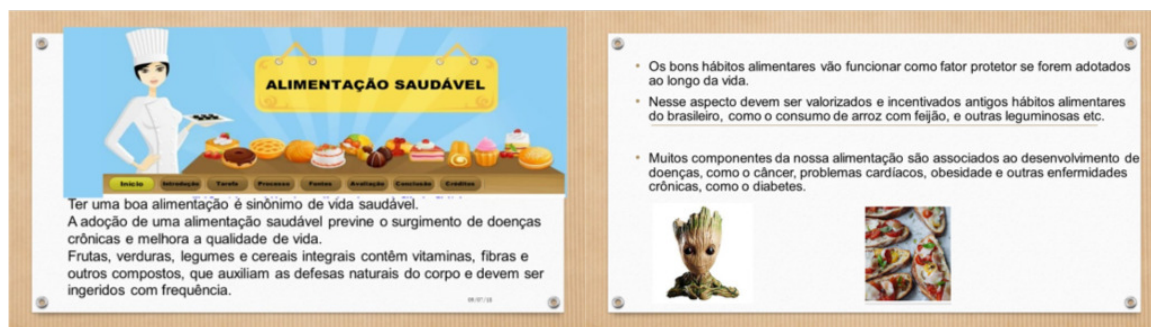 ALIMENTAÇÃO SAUDÁVEL
Início Introdução Tarefa Processo Fontes Avaliação Conclusão Créditos
Ter uma boa alimentação é sinônimo de vida saudável.
A adoção de uma alimentação saudável previne o surgimento de doenças
crônicas e melhora a qualidade de vida.
Frutas, verduras, legumes e cereais integrais contêm vitaminas, fibras e
outros compostos, que auxiliam as defesas naturais do corpo e devem ser
ingeridos com frequência.
• Os bons hábitos alimentares vão funcionar como fator protetor se forem adotados
ao longo da vida.
• Nesse aspecto devem ser valorizados e incentivados antigos hábitos alimentares
do brasileiro, como o consumo de arroz com feijão, e outras leguminosas etc.
• Muitos componentes da nossa alimentação são associados ao desenvolvimento de
doenças, como o câncer, problemas cardíacos, obesidade e outras enfermidades
crônicas, como o diabetes.